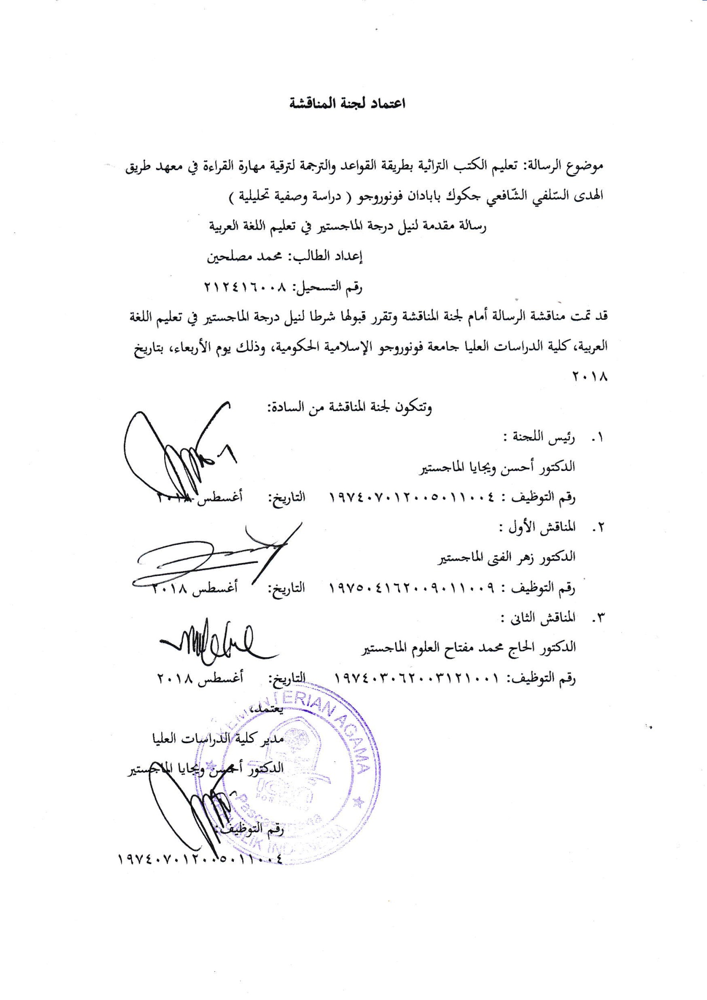 اعتماد لجنة المناقشة
موضوع الرسالة: تعليم الكتب التراثية بطريقة القواعد والترجمة لترقية مهارة القراءة في معهد طريق
الهدى السّلفي الشّافعي جكوك بابادان فونوروجو ( دراسة وصفية تحليلية )
رسالة مقدمة لنيل درجة الماجستير في تعليم اللغة العربية
إعداد الطالب: محمد مصلحين
رقم التسحيل: ٢١٢٤١٦٠٠٨
قد تمت مناقشة الرسالة أمام لجنة المناقشة وتقرر قبولها شرطا لنيل درجة الماجستير في تعليم اللغة
العربية، كلية الدراسات العليا جامعة فونوروجو الإسلامية الحكومية، وذلك يوم الأربعاء، بتاريخ
٢٠١٨
وتتكون لجنة المناقشة من السادة:
١. رئيس اللجنة :
الدكتور أحسن ويجايا الماجستير
رقم التوظيف : ١٩٧٤٠٧٠١٢٠٠٥٠١١٠٠٤ التاريخ: أغسطس ٢٠١٨
٢. المناقش الأول :
الدكتور زهر الفتى الماجستير
رقم التوظيف : ١٩٧٥٠٤١٦٢٠٠٩٠١١٠٠٩ التاريخ: أغسطس ٢٠١٨
٣. المناقش الثانى :
الدكتور الحاج محمد مفتاح العلوم الماجستير
رقم التوظيف: ١٩٧٤٠٣٠٦٢٠٠٣١٢١٠٠١ التاريخ: أغسطس ٢٠١٨
يعتمد،
مدير كلية الدراسات العليا
الدكتور أحسن ويجايا الماجستير
رقم التوظيف:
١٩٧٤٠٧٠١٢٠٠٥٠١١٠٠٤
KEMENTERIAN AGAMA
REPUBLIK INDONESIA
IAIN
PONOROGO
Pascasarjana